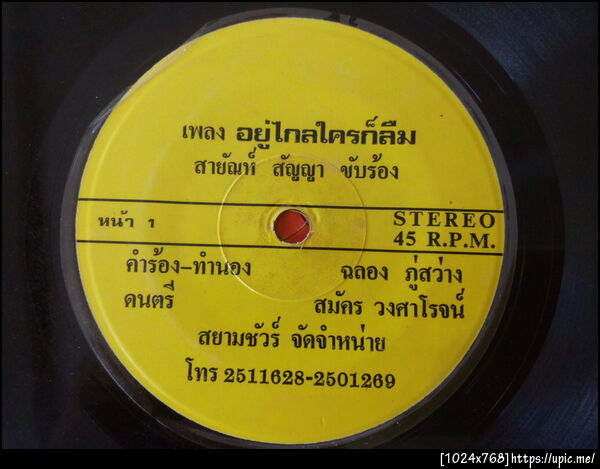 เพลง อยู่ไกลใครก็ลืม
สายัณห์ สัญญา ขับร้อง
หน้า 1 STEREO
45 R.P.M.
คำร้อง-ทำนอง ฉลอง ภู่สว่าง
ดนตรี สมัคร วงศาโรจน์
สยามชัวร์ จัดจำหน่าย
โทร 2511628-2501269
[1024x768]https://upic.me/